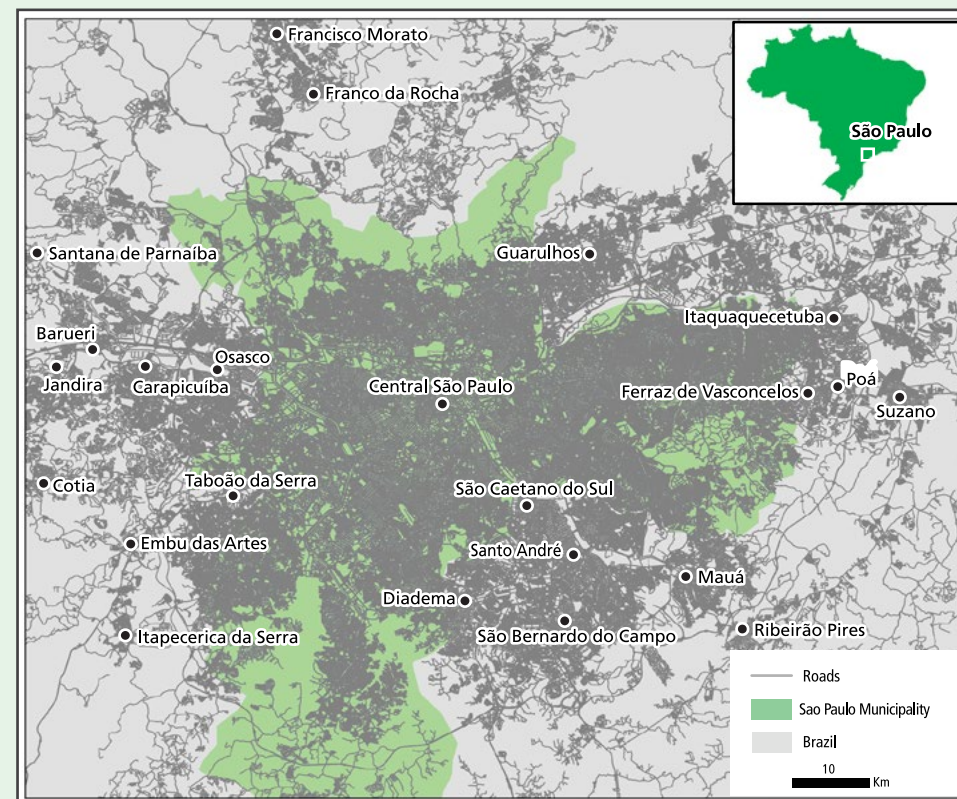 Francisco Morato
Franco da Rocha
São Paulo
Santana de Parnaíba
Guarulhos
Itaquaquecetuba
Barueri
Osasco
Jandira
Carapicuíba
Central São Paulo
Ferraz de Vasconcelos
Poá
Suzano
Cotia
Taboão da Serra
São Caetano do Sul
Embu das Artes
Santo André
Mauá
Diadema
Itapecerica da Serra
São Bernardo do Campo
Ribeirão Pires
Roads
Sao Paulo Municipality
Brazil
10
Km